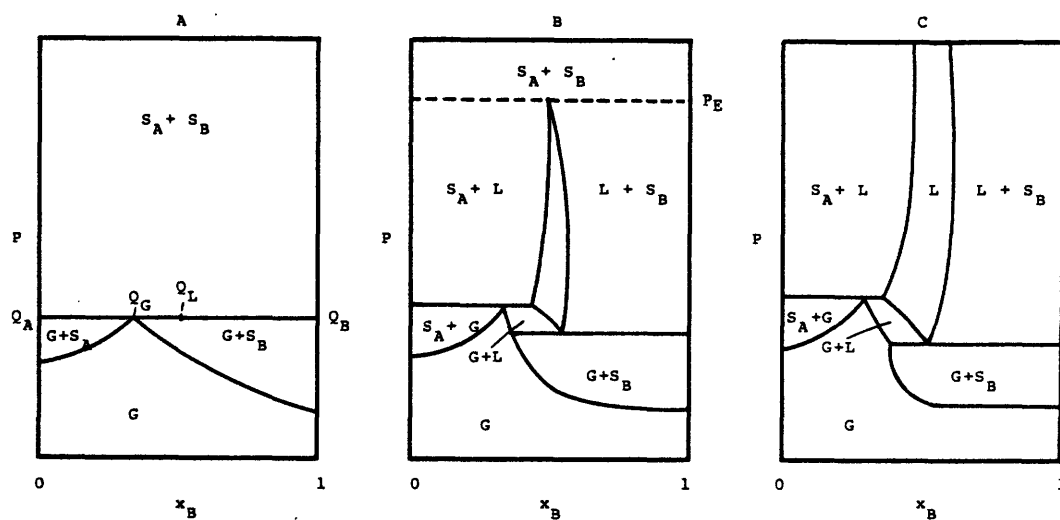 A
S_A + S_B
P
Q_A
Q_G
Q_L
Q_B
G+S_A
G+S_B
G
0
1
x_B
B
S_A + S_B
P_E
S_A + L
L + S_B
P
S_A + G
G+L
G+S_B
G
0
1
x_B
C
S_A + L
L
L + S_B
P
S_A+G
G+L
G+S_B
G
0
1
x_B